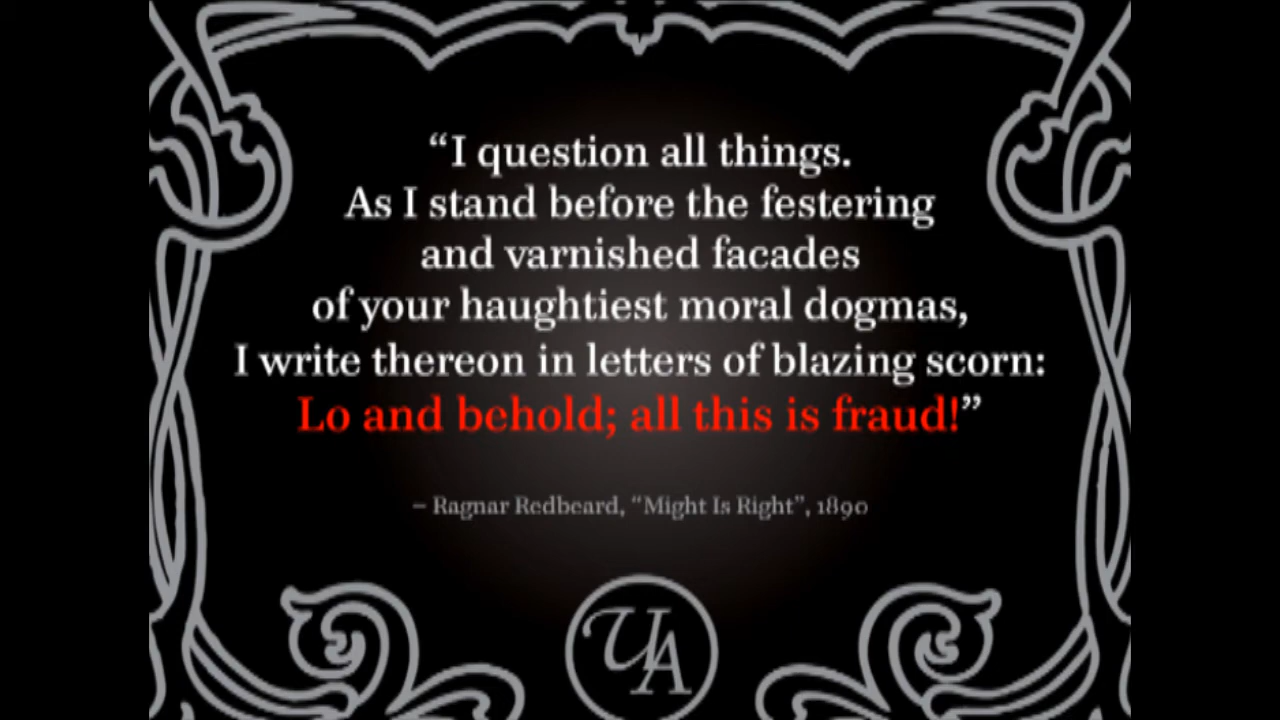 “I question all things.
As I stand before the festering
and varnished facades
of your haughtiest moral dogmas,
I write thereon in letters of blazing scorn:
Lo and behold; all this is fraud!”
– Ragnar Redbeard, “Might Is Right”, 1890
UA